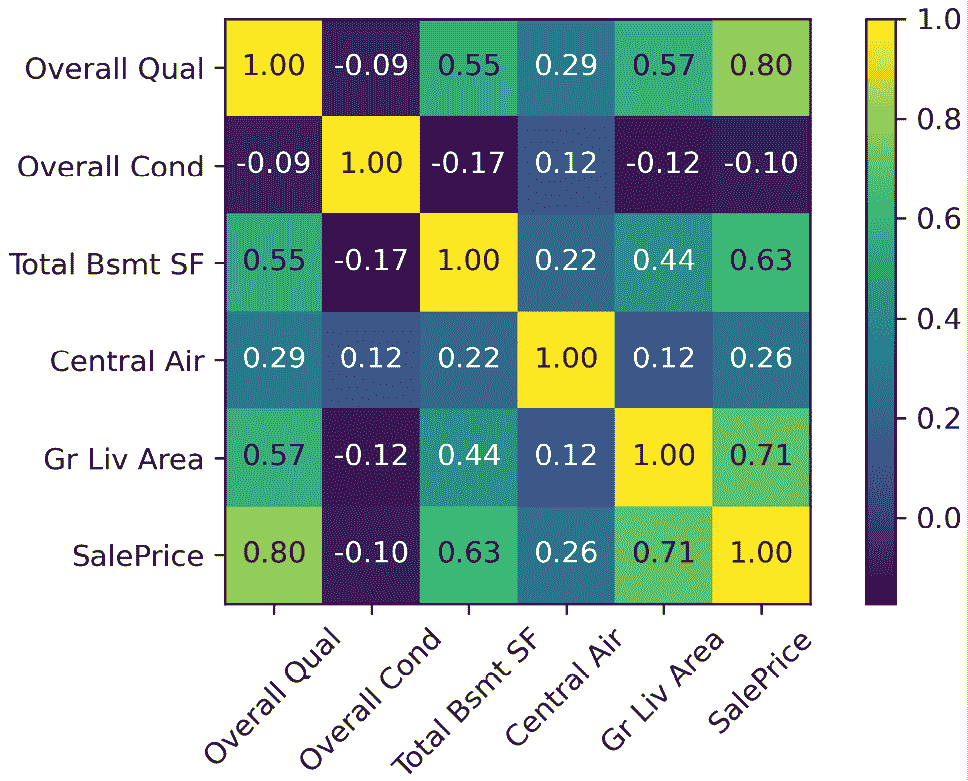 1.0
Overall Qual 1.00 -0.09 0.55 0.29 0.57 0.80
0.8
Overall Cond -0.09 1.00 -0.17 0.12 -0.12 -0.10
0.6
Total Bsmt SF 0.55 -0.17 1.00 0.22 0.44 0.63
0.4
Central Air 0.29 0.12 0.22 1.00 0.12 0.26
0.2
Gr Liv Area 0.57 -0.12 0.44 0.12 1.00 0.71
0.0
SalePrice 0.80 -0.10 0.63 0.26 0.71 1.00
Overall Qual
Overall Cond
Total Bsmt SF
Central Air
Gr Liv Area
SalePrice